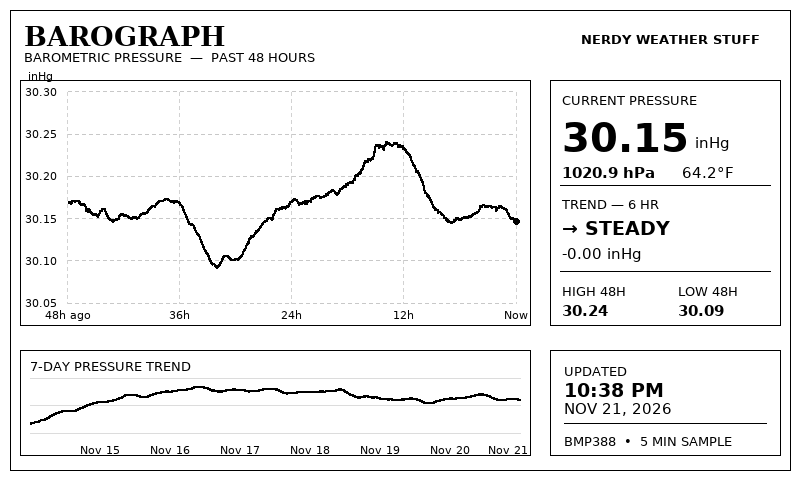 BAROGRAPH
BAROMETRIC PRESSURE — PAST 48 HOURS
NERDY WEATHER STUFF
inHg
30.30
30.25
30.20
30.15
30.10
30.05
48h ago 36h 24h 12h Now
CURRENT PRESSURE
30.15 inHg
1020.9 hPa 64.2°F
TREND — 6 HR
→ STEADY
-0.00 inHg
HIGH 48H LOW 48H
30.24 30.09
7-DAY PRESSURE TREND
Nov 15 Nov 16 Nov 17 Nov 18 Nov 19 Nov 20 Nov 21
UPDATED
10:38 PM
NOV 21, 2026
BMP388 • 5 MIN SAMPLE